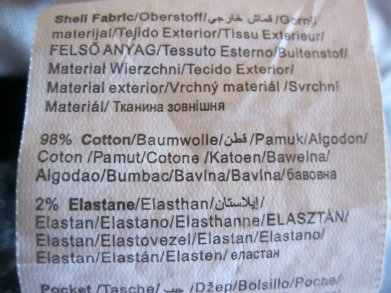 Shell Fabric/Oberstoff/قماش خارجي/Gornji
materijal/Tejido Exterior/Tissu Exterieur/
FELSŐ ANYAG/Tessuto Esterno/Buitenstof/
Materiał Wierzchni/Tecido Exterior/
Material exterior/Vrchný materiál /Svrchní
Materiál/ Тканина зовнішня
98% Cotton/Baumwolle/قطن/Pamuk/Algodon/
Coton /Pamut/Cotone /Katoen/Bawełna/
Algodao/Bumbac/Bavlna/Bavlna/бавовна
2% Elastane/Elasthan/إيلاستان/
Elastan/Elastano/Elasthanne/ELASZTÁN/
Elastan/Elastovezel/Elastan/Elastano/
Elastan/Elastán/Elasten/ еластан
Pocket /Tasche/جيب/Džep/Bolsillo/Poche/